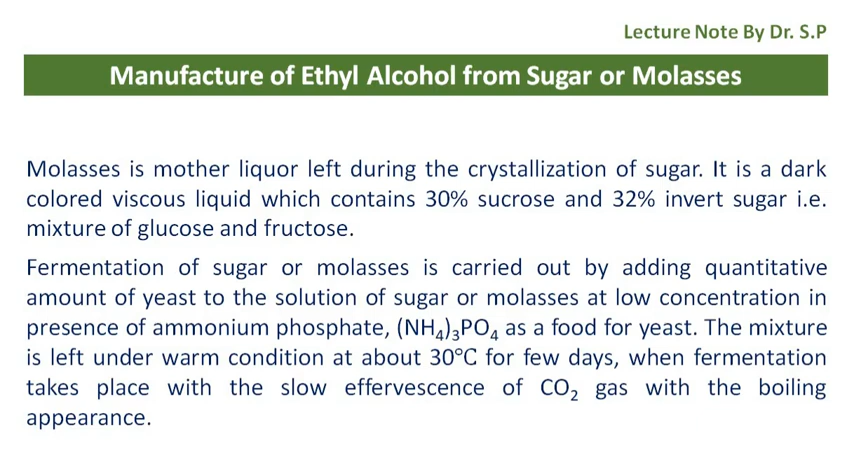 Lecture Note By Dr. S.P
Manufacture of Ethyl Alcohol from Sugar or Molasses
Molasses is mother liquor left during the crystallization of sugar. It is a dark
colored viscous liquid which contains 30% sucrose and 32% invert sugar i.e.
mixture of glucose and fructose.
Fermentation of sugar or molasses is carried out by adding quantitative
amount of yeast to the solution of sugar or molasses at low concentration in
presence of ammonium phosphate, (NH₄)₃PO₄ as a food for yeast. The mixture
is left under warm condition at about 30°C for few days, when fermentation
takes place with the slow effervescence of CO₂ gas with the boiling
appearance.